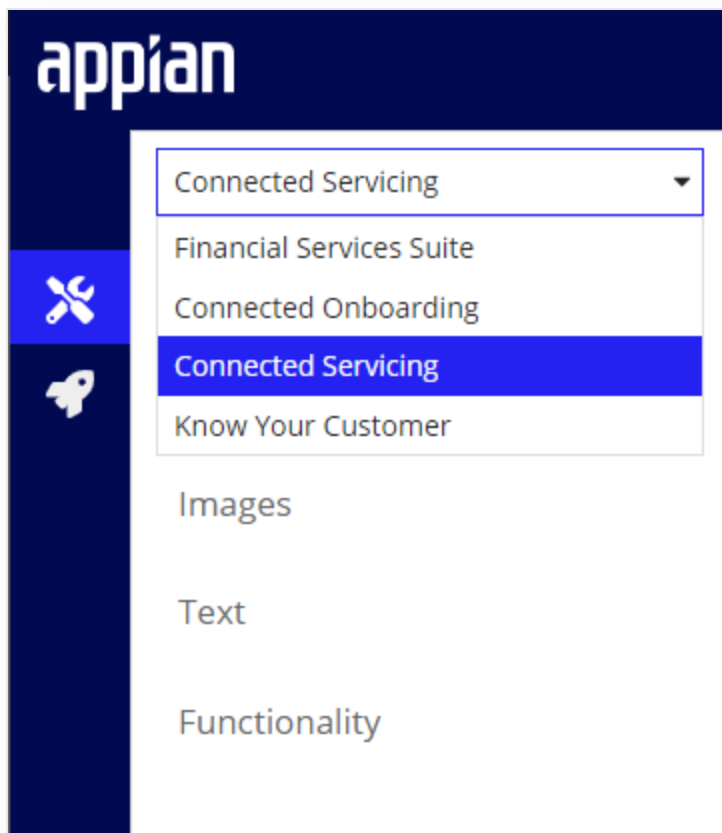 appian
Connected Servicing
Financial Services Suite
Connected Onboarding
Connected Servicing
Know Your Customer
Images
Text
Functionality